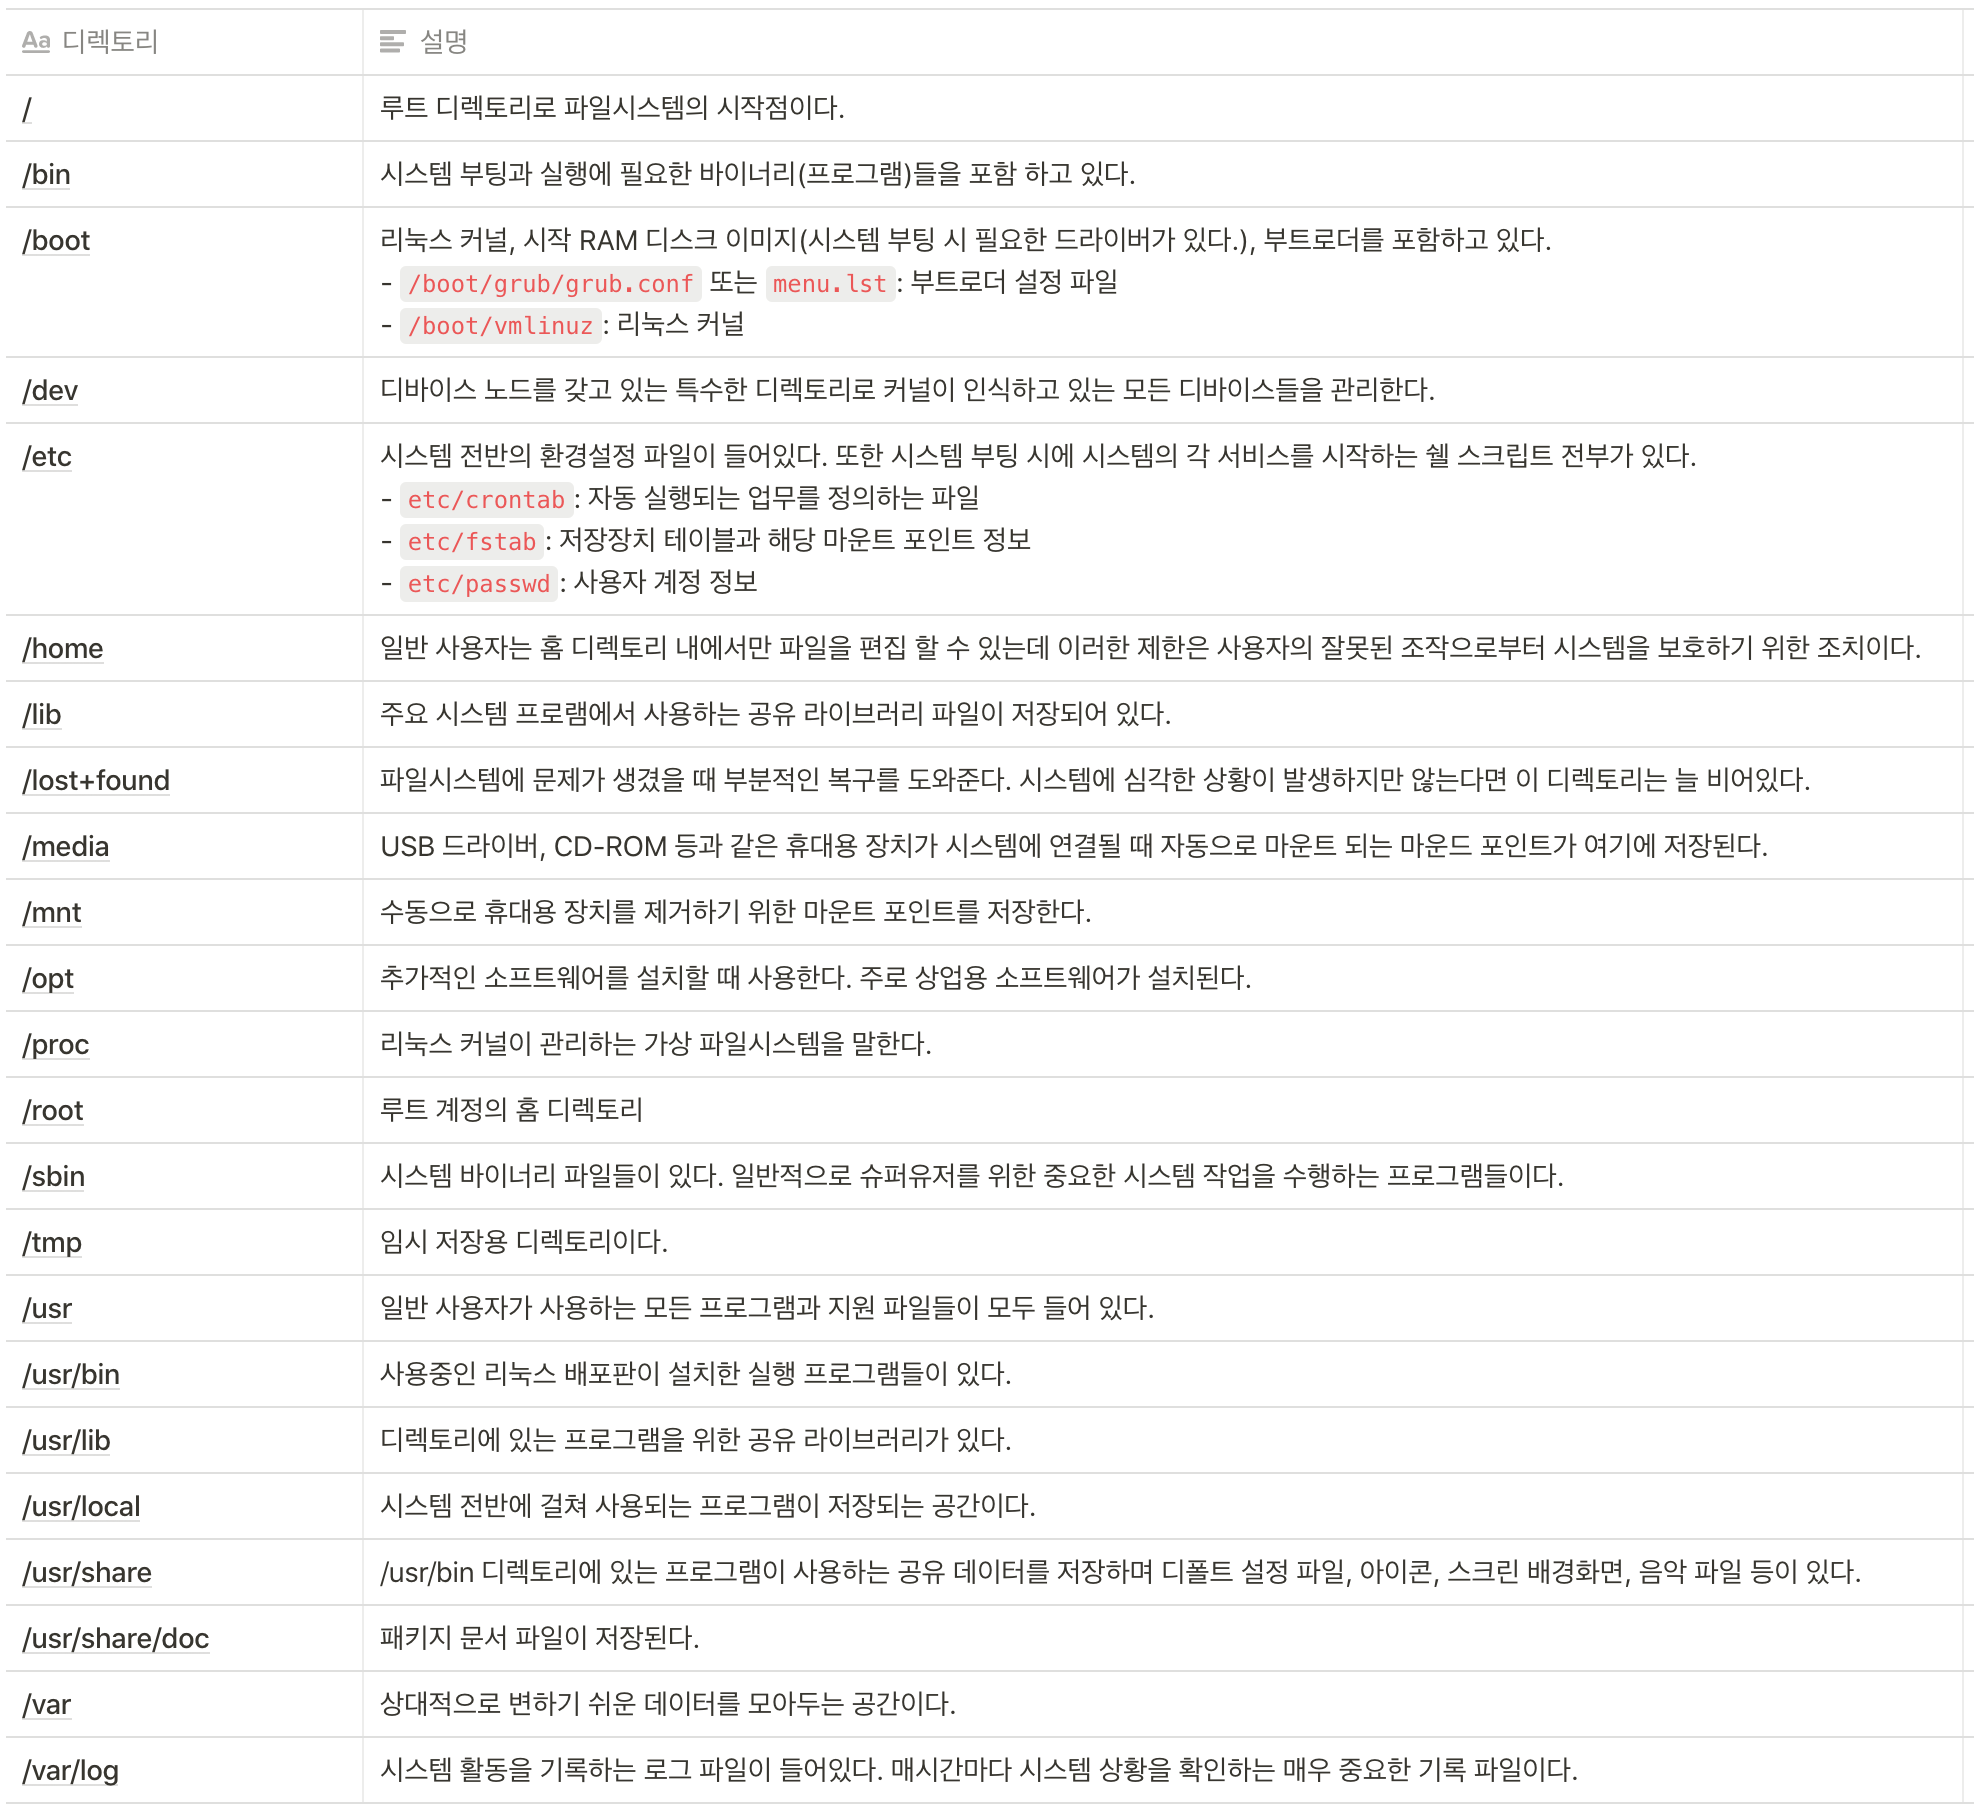 Aa 디렉토리 설명
/ 루트 디렉토리로 파일시스템의 시작점이다.
/bin 시스템 부팅과 실행에 필요한 바이너리(프로그램)들을 포함 하고 있다.
/boot 리눅스 커널, 시작 RAM 디스크 이미지(시스템 부팅 시 필요한 드라이버가 있다.), 부트로더를 포함하고 있다.
- /boot/grub/grub.conf 또는 menu.lst: 부트로더 설정 파일
- /boot/vmlinuz: 리눅스 커널
/dev 디바이스 노드를 갖고 있는 특수한 디렉토리로 커널이 인식하고 있는 모든 디바이스들을 관리한다.
/etc 시스템 전반의 환경설정 파일이 들어있다. 또한 시스템 부팅 시에 시스템의 각 서비스를 시작하는 쉘 스크립트 전부가 있다.
- etc/crontab: 자동 실행되는 업무를 정의하는 파일
- etc/fstab: 저장장치 테이블과 해당 마운트 포인트 정보
- etc/passwd: 사용자 계정 정보
/home 일반 사용자는 홈 디렉토리 내에서만 파일을 편집 할 수 있는데 이러한 제한은 사용자의 잘못된 조작으로부터 시스템을 보호하기 위한 조치이다.
/lib 주요 시스템 프로램에서 사용하는 공유 라이브러리 파일이 저장되어 있다.
/lost+found 파일시스템에 문제가 생겼을 때 부분적인 복구를 도와준다. 시스템에 심각한 상황이 발생하지만 않는다면 이 디렉토리는 늘 비어있다.
/media USB 드라이버, CD-ROM 등과 같은 휴대용 장치가 시스템에 연결될 때 자동으로 마운트 되는 마운드 포인트가 여기에 저장된다.
/mnt 수동으로 휴대용 장치를 제거하기 위한 마운트 포인트를 저장한다.
/opt 추가적인 소프트웨어를 설치할 때 사용한다. 주로 상업용 소프트웨어가 설치된다.
/proc 리눅스 커널이 관리하는 가상 파일시스템을 말한다.
/root 루트 계정의 홈 디렉토리
/sbin 시스템 바이너리 파일들이 있다. 일반적으로 슈퍼유저를 위한 중요한 시스템 작업을 수행하는 프로그램들이다.
/tmp 임시 저장용 디렉토리이다.
/usr 일반 사용자가 사용하는 모든 프로그램과 지원 파일들이 모두 들어 있다.
/usr/bin 사용중인 리눅스 배포판이 설치한 실행 프로그램들이 있다.
/usr/lib 디렉토리에 있는 프로그램을 위한 공유 라이브러리가 있다.
/usr/local 시스템 전반에 걸쳐 사용되는 프로그램이 저장되는 공간이다.
/usr/share /usr/bin 디렉토리에 있는 프로그램이 사용하는 공유 데이터를 저장하며 디폴트 설정 파일, 아이콘, 스크린 배경화면, 음악 파일 등이 있다.
/usr/share/doc 패키지 문서 파일이 저장된다.
/var 상대적으로 변하기 쉬운 데이터를 모아두는 공간이다.
/var/log 시스템 활동을 기록하는 로그 파일이 들어있다. 매시간마다 시스템 상황을 확인하는 매우 중요한 기록 파일이다.